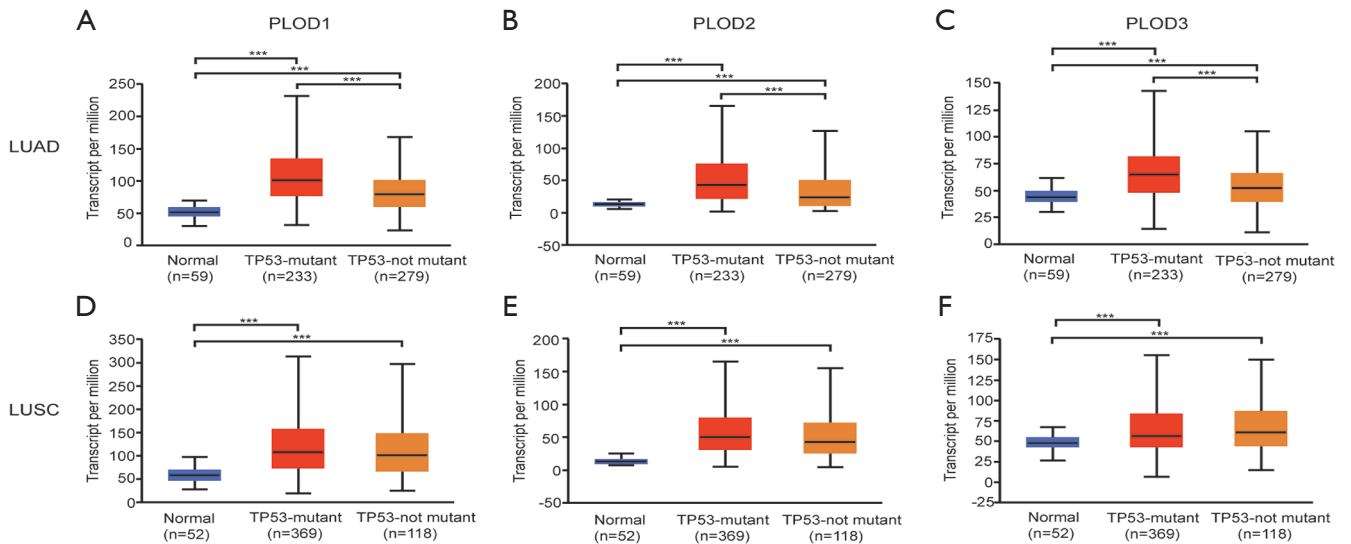 A
PLOD1
B
PLOD2
C
PLOD3
LUAD
Transcript per million
250
200
150
100
50
0
***
***
***
Normal
(n=59)
TP53-mutant
(n=233)
TP53-not mutant
(n=279)
Transcript per million
200
150
100
50
0
-50
***
***
***
Normal
(n=59)
TP53-mutant
(n=233)
TP53-not mutant
(n=279)
Transcript per million
150
125
100
75
50
25
0
***
***
***
Normal
(n=59)
TP53-mutant
(n=233)
TP53-not mutant
(n=279)
D
E
F
LUSC
Transcript per million
350
300
250
200
150
100
50
0
***
***
Normal
(n=52)
TP53-mutant
(n=369)
TP53-not mutant
(n=118)
Transcript per million
200
150
100
50
0
-50
***
***
Normal
(n=52)
TP53-mutant
(n=369)
TP53-not mutant
(n=118)
Transcript per million
175
150
125
100
75
50
25
0
-25
***
***
Normal
(n=52)
TP53-mutant
(n=369)
TP53-not mutant
(n=118)